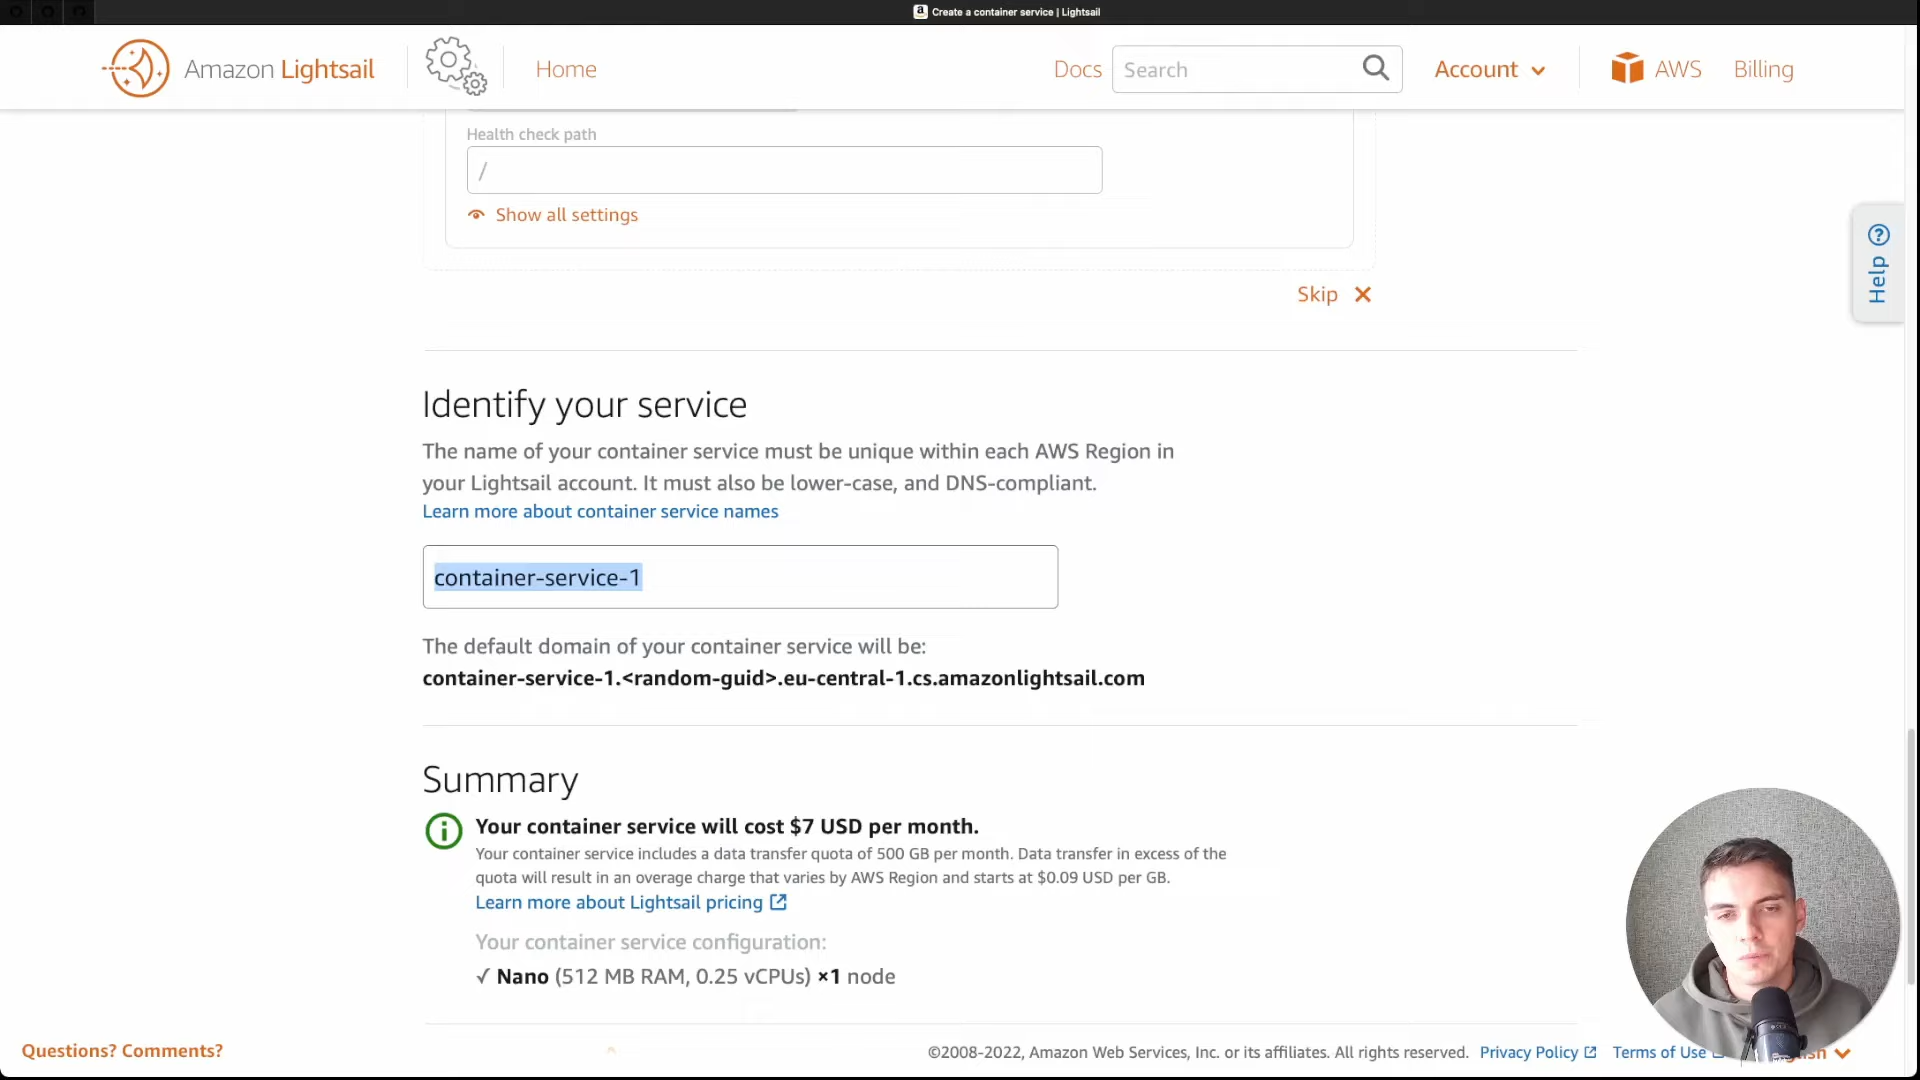 Create a container service | Lightsail
Amazon Lightsail
Home
Docs
Search
Account
AWS
Billing
Health check path
/
Show all settings
Help
Skip
Identify your service
The name of your container service must be unique within each AWS Region in
your Lightsail account. It must also be lower-case, and DNS-compliant.
Learn more about container service names
container-service-1
The default domain of your container service will be:
container-service-1.<random-guid>.eu-central-1.cs.amazonlightsail.com
Summary
Your container service will cost $7 USD per month.
Your container service includes a data transfer quota of 500 GB per month. Data transfer in excess of the
quota will result in an overage charge that varies by AWS Region and starts at $0.09 USD per GB.
Learn more about Lightsail pricing
Your container service configuration:
✓ Nano (512 MB RAM, 0.25 vCPUs) ×1 node
Questions? Comments?
©2008-2022, Amazon Web Services, Inc. or its affiliates. All rights reserved.
Privacy Policy
Terms of Use